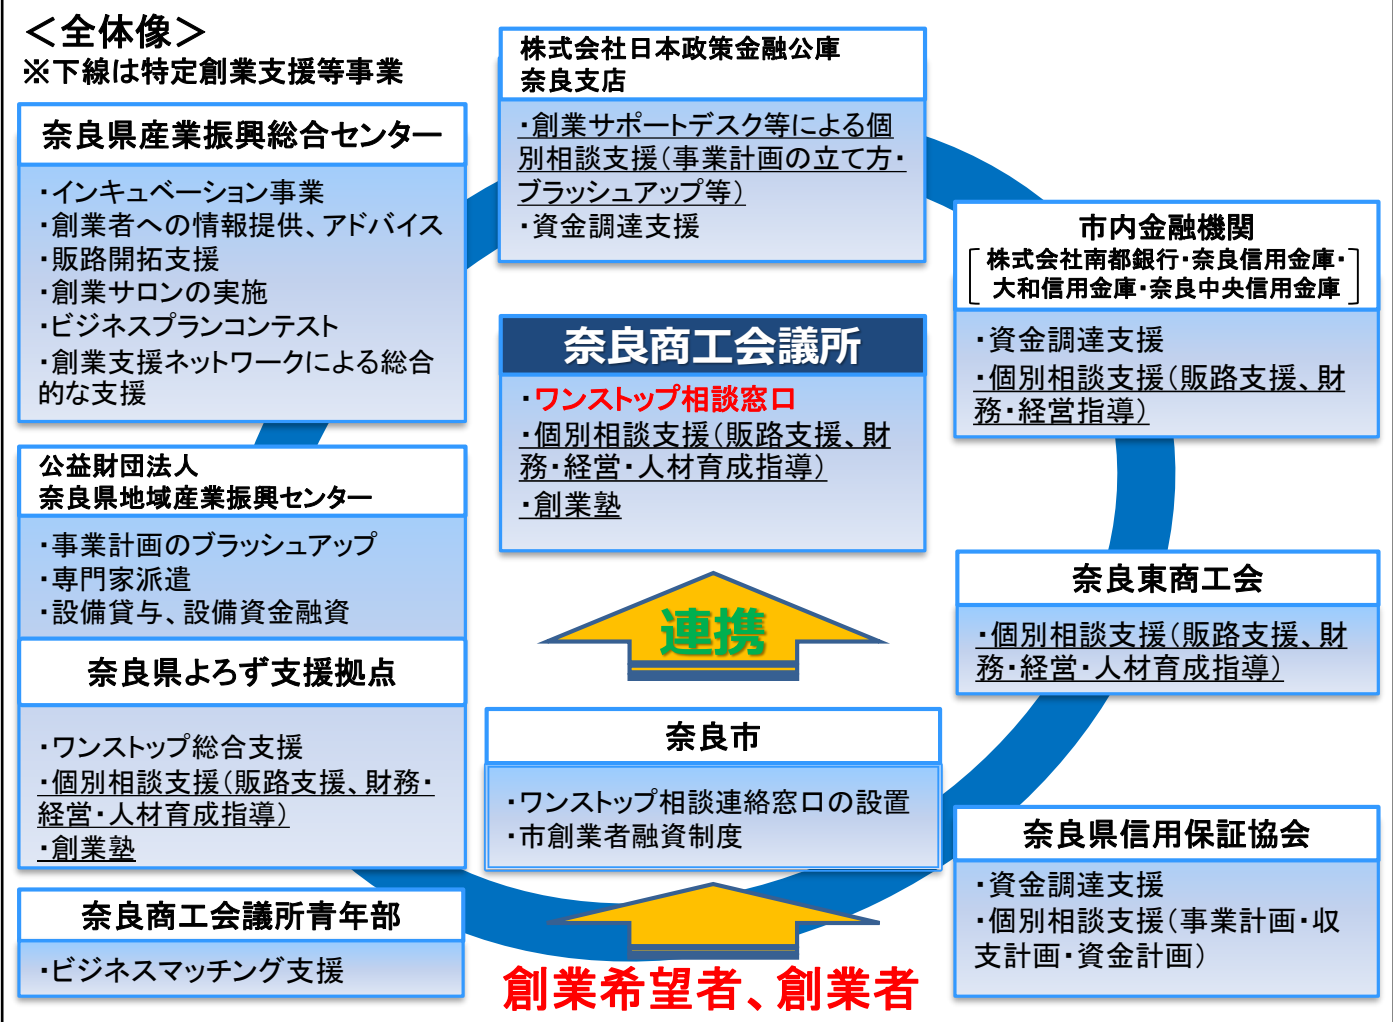 ＜全体像＞
※下線は特定創業支援等事業
奈良県産業振興総合センター
・インキュベーション事業
・創業者への情報提供、アドバイス
・販路開拓支援
・創業サロンの実施
・ビジネスプランコンテスト
・創業支援ネットワークによる総合
的な支援
公益財団法人
奈良県地域産業振興センター
・事業計画のブラッシュアップ
・専門家派遣
・設備貸与、設備資金融資
奈良県よろず支援拠点
・ワンストップ総合支援
・個別相談支援（販路支援、財務・
経営・人材育成指導）
・創業塾
奈良商工会議所青年部
・ビジネスマッチング支援
株式会社日本政策金融公庫
奈良支店
・創業サポートデスク等による個
別相談支援（事業計画の立て方・
ブラッシュアップ等）
・資金調達支援
奈良商工会議所
・ワンストップ相談窓口
・個別相談支援（販路支援、財
務・経営・人材育成指導）
・創業塾
連携
奈良市
・ワンストップ相談連絡窓口の設置
・市創業者融資制度
創業希望者、創業者
市内金融機関
株式会社南都銀行・奈良信用金庫・
大和信用金庫・奈良中央信用金庫
・資金調達支援
・個別相談支援（販路支援、財
務・経営指導）
奈良東商工会
・個別相談支援（販路支援、財
務・経営・人材育成指導）
奈良県信用保証協会
・資金調達支援
・個別相談支援（事業計画・収
支計画・資金計画）